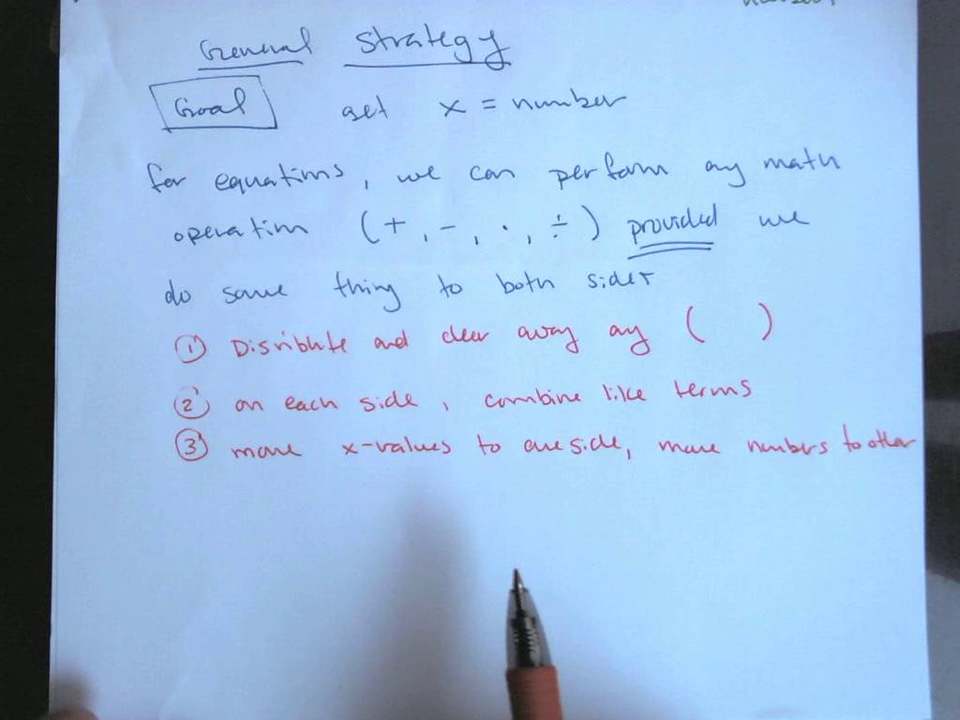 General Strategy
Goal get x = number
for equations, we can perform any math
operation (+, -, ·, ÷) provided we
do same thing to both sides
① Disribute and clear away any ( )
② on each side, combine like terms
③ move x-values to one side, move numbers to other